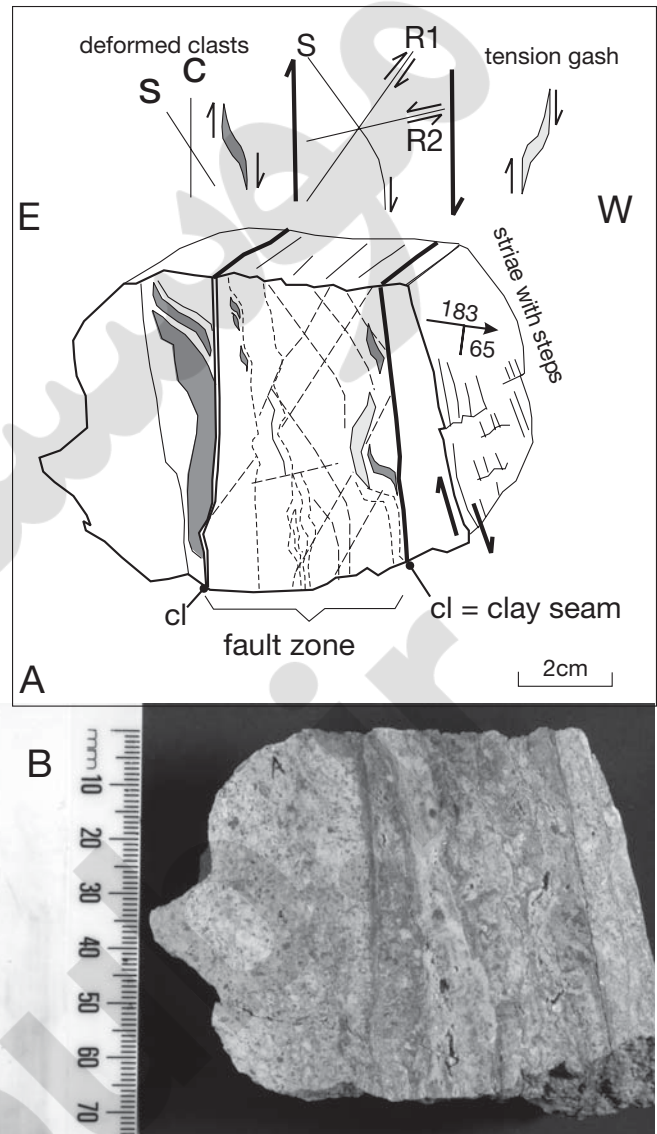 deformed clasts
S
C
S
R1
R2
tension gash
E
W
striae with steps
183
65
cl
fault zone
cl = clay seam
2cm
A
B
mm
10
20
30
40
50
60
70
A